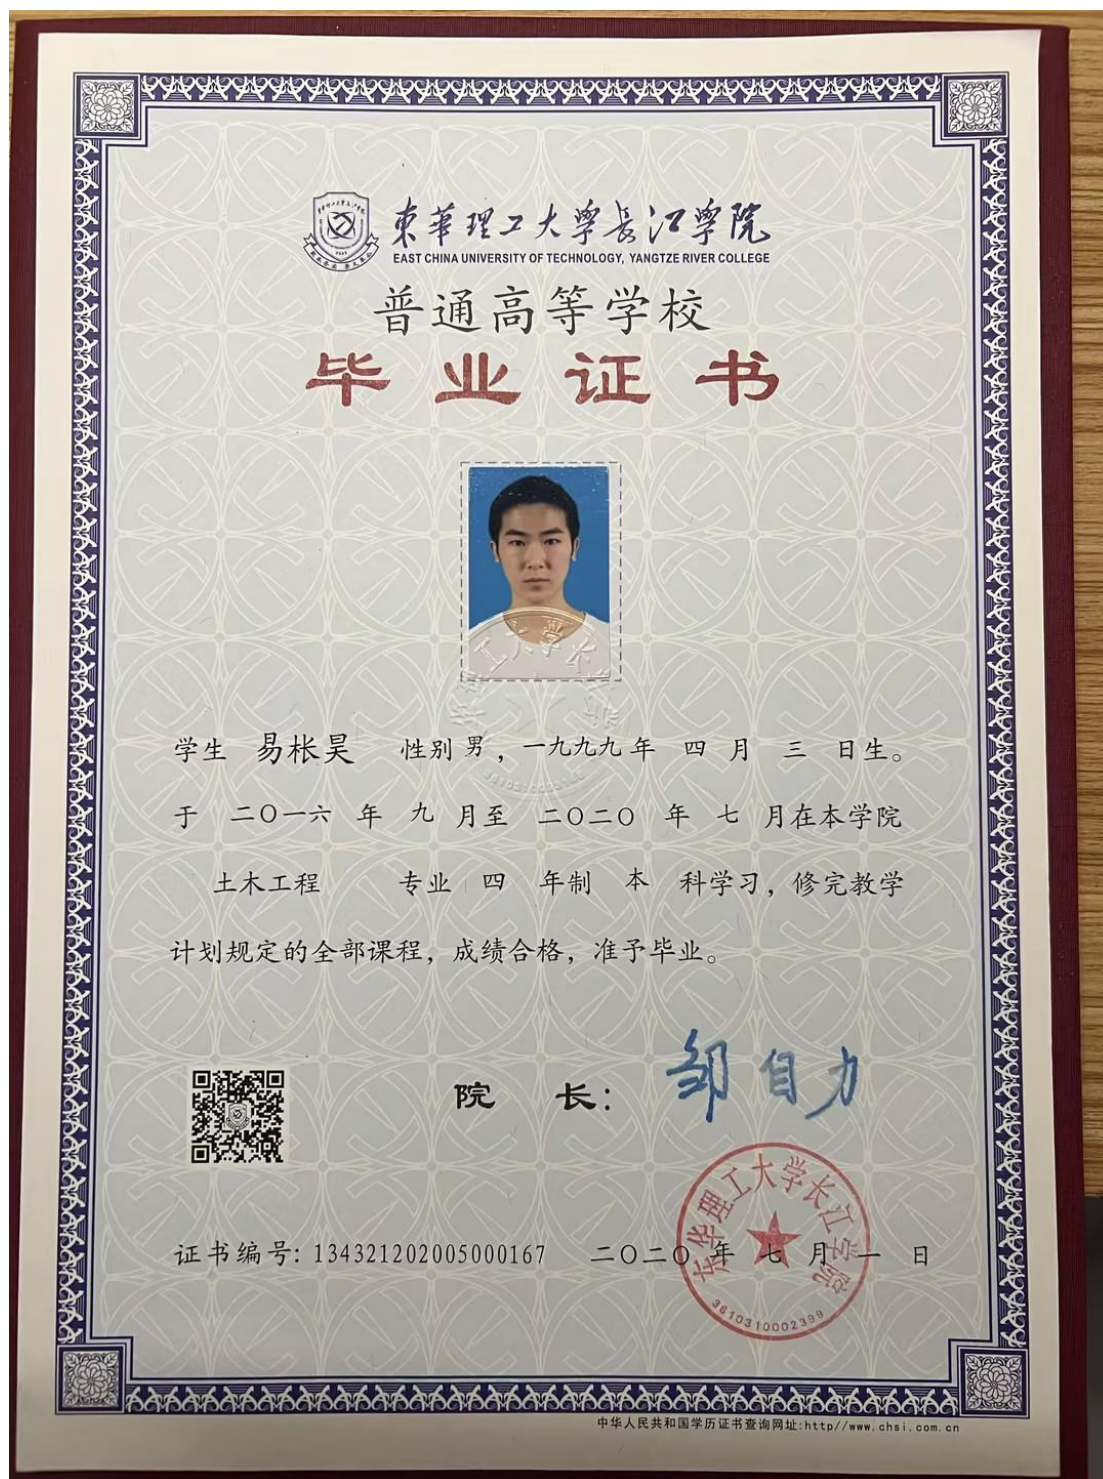 東華理工大學長江學院
EAST CHINA UNIVERSITY OF TECHNOLOGY, YANGTZE RIVER COLLEGE
普通高等学校
毕业证书
学生 易枨昊 性别 男，一九九九年 四 月 三 日生。
于 二〇一六 年 九 月至 二〇二〇 年 七 月在本学院
土木工程 专业 四 年制 本 科学习，修完教学
计划规定的全部课程，成绩合格，准予毕业。
院 长： 邹自力
东华理工大学长江学院
3610310002399
证书编号: 134321202005000167 二〇二〇 年 七 月 一 日
中华人民共和国学历证书查询网址:http//www.chsi.com.cn